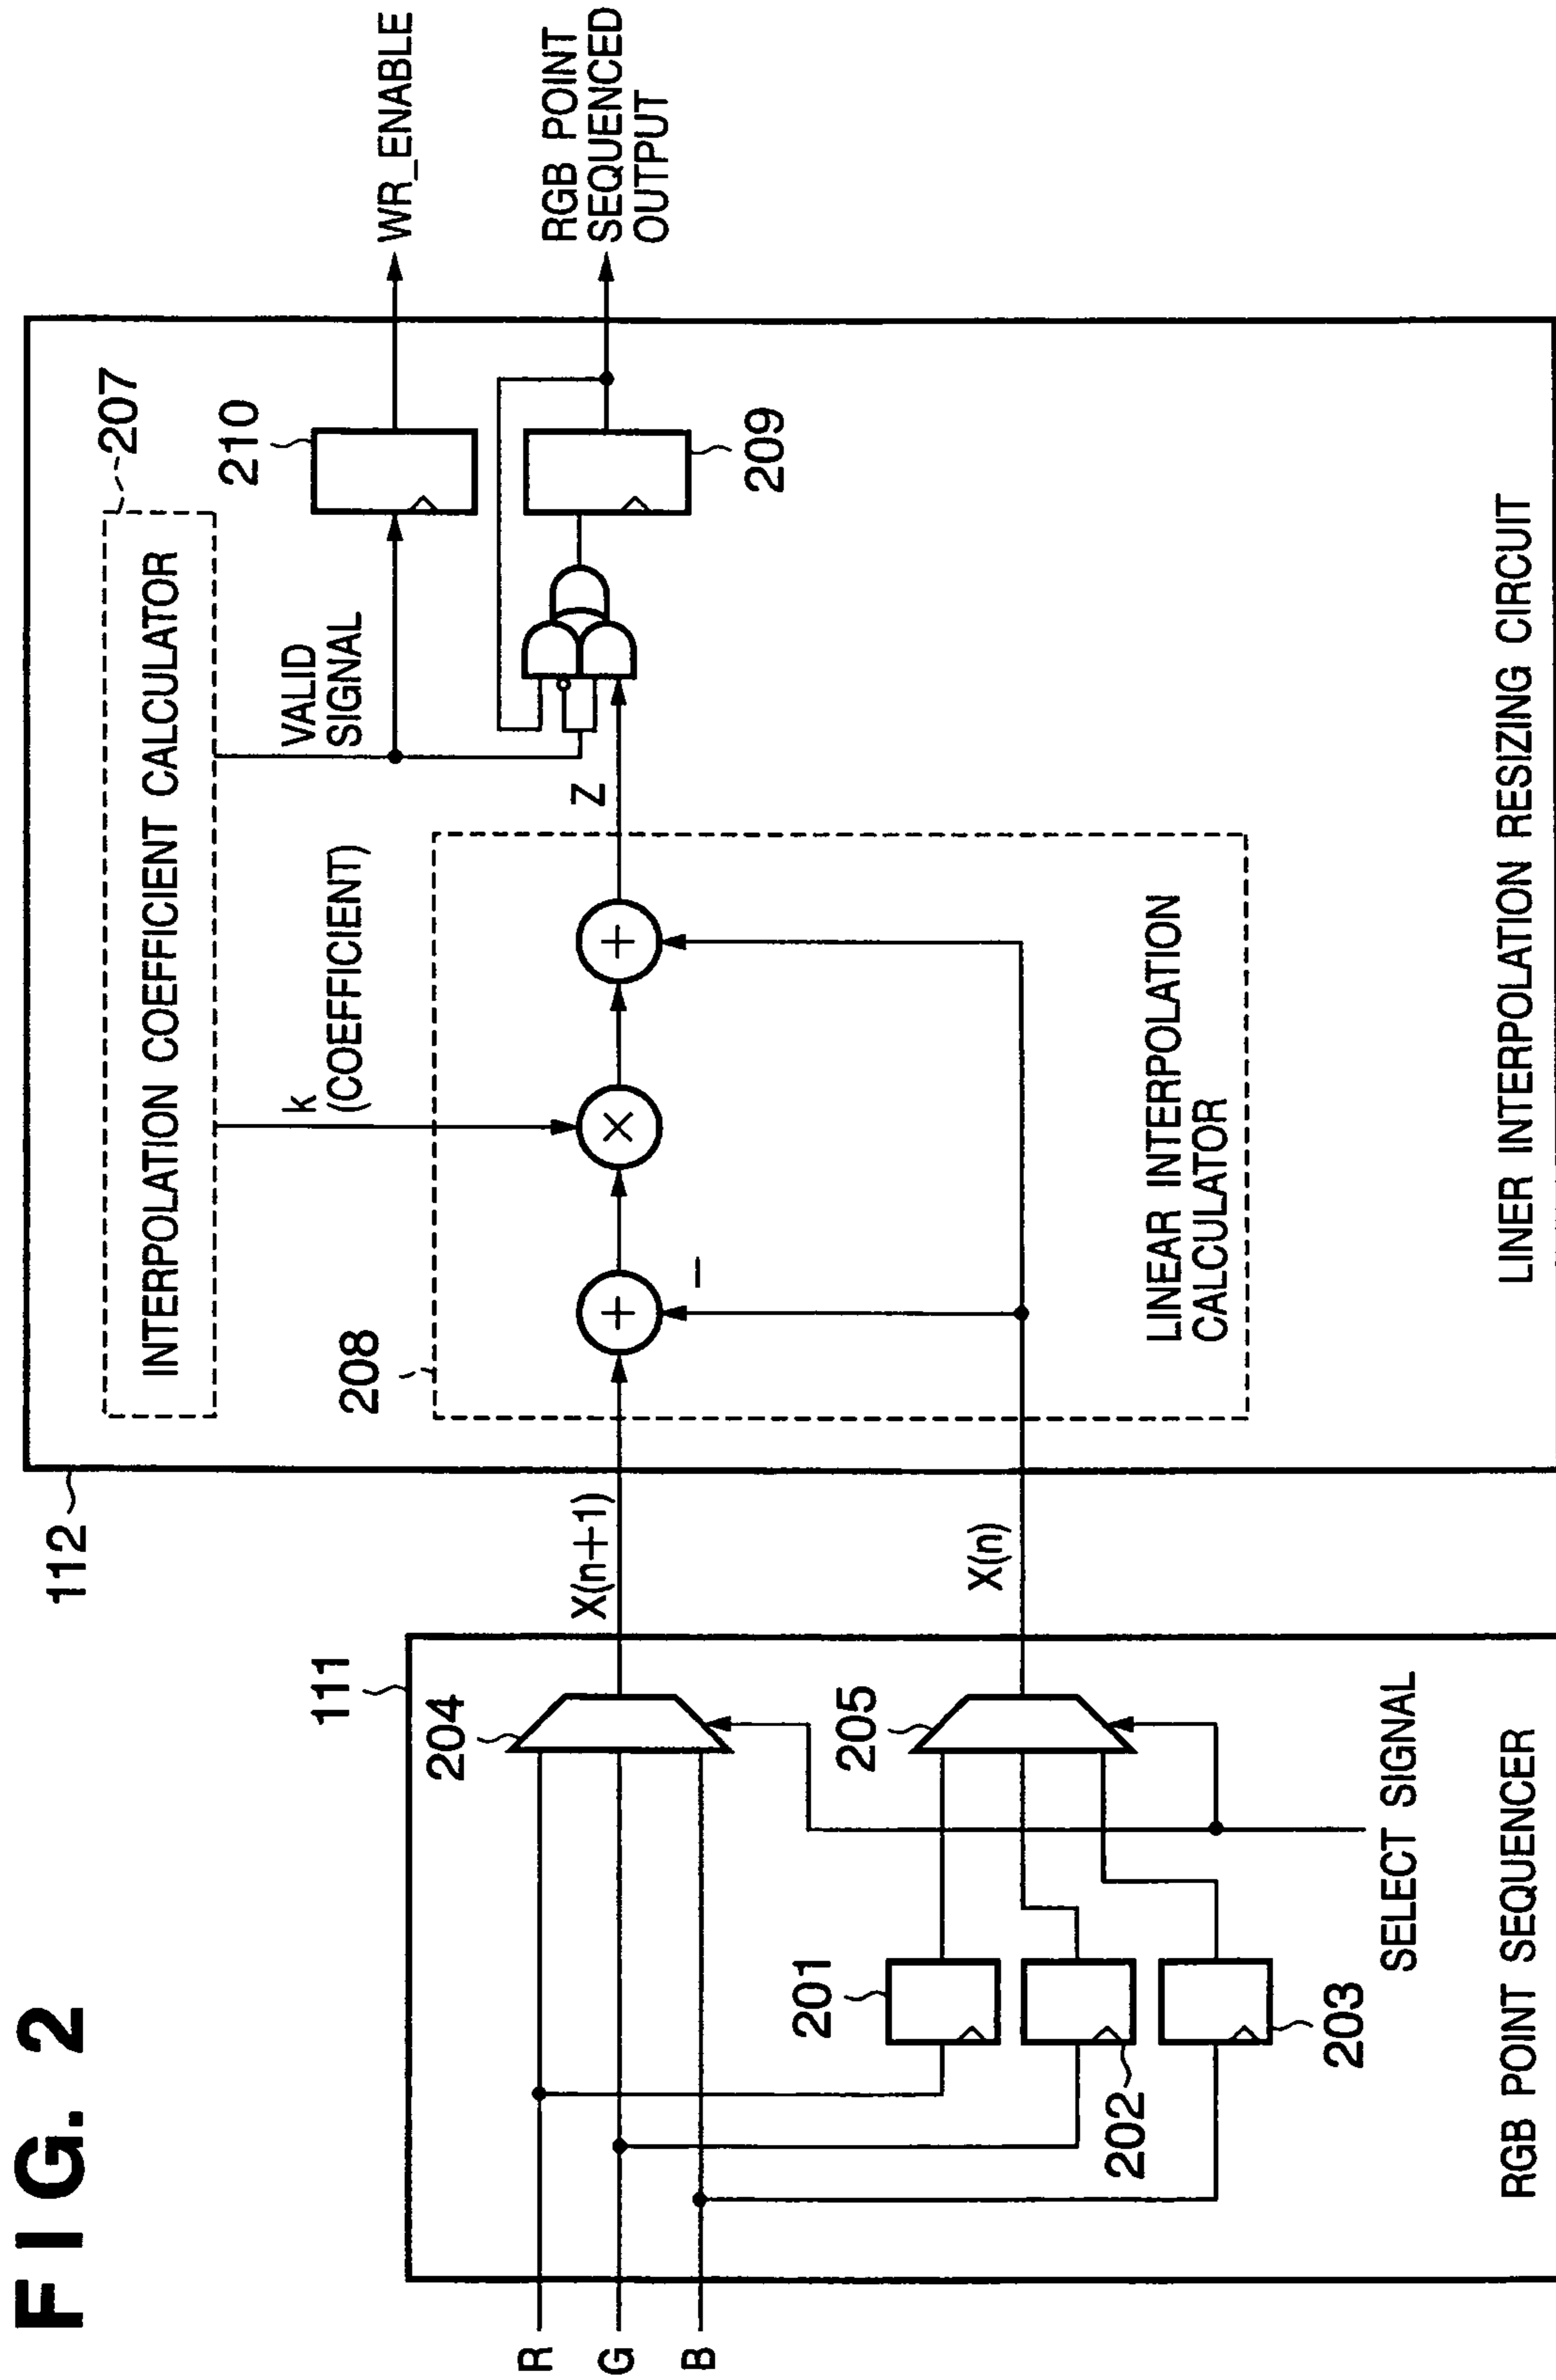 FIG. 2
R
G
B
111
204
205
201
202
203
SELECT SIGNAL
RGB POINT SEQUENCER
X(n+1)
X(n)
112
207
INTERPOLATION COEFFICIENT CALCULATOR
k
(COEFFICIENT)
VALID
SIGNAL
208
+
×
+
−
Z
LINEAR INTERPOLATION
CALCULATOR
210
209
LINER INTERPOLATION RESIZING CIRCUIT
WR_ENABLE
RGB POINT
SEQUENCED
OUTPUT